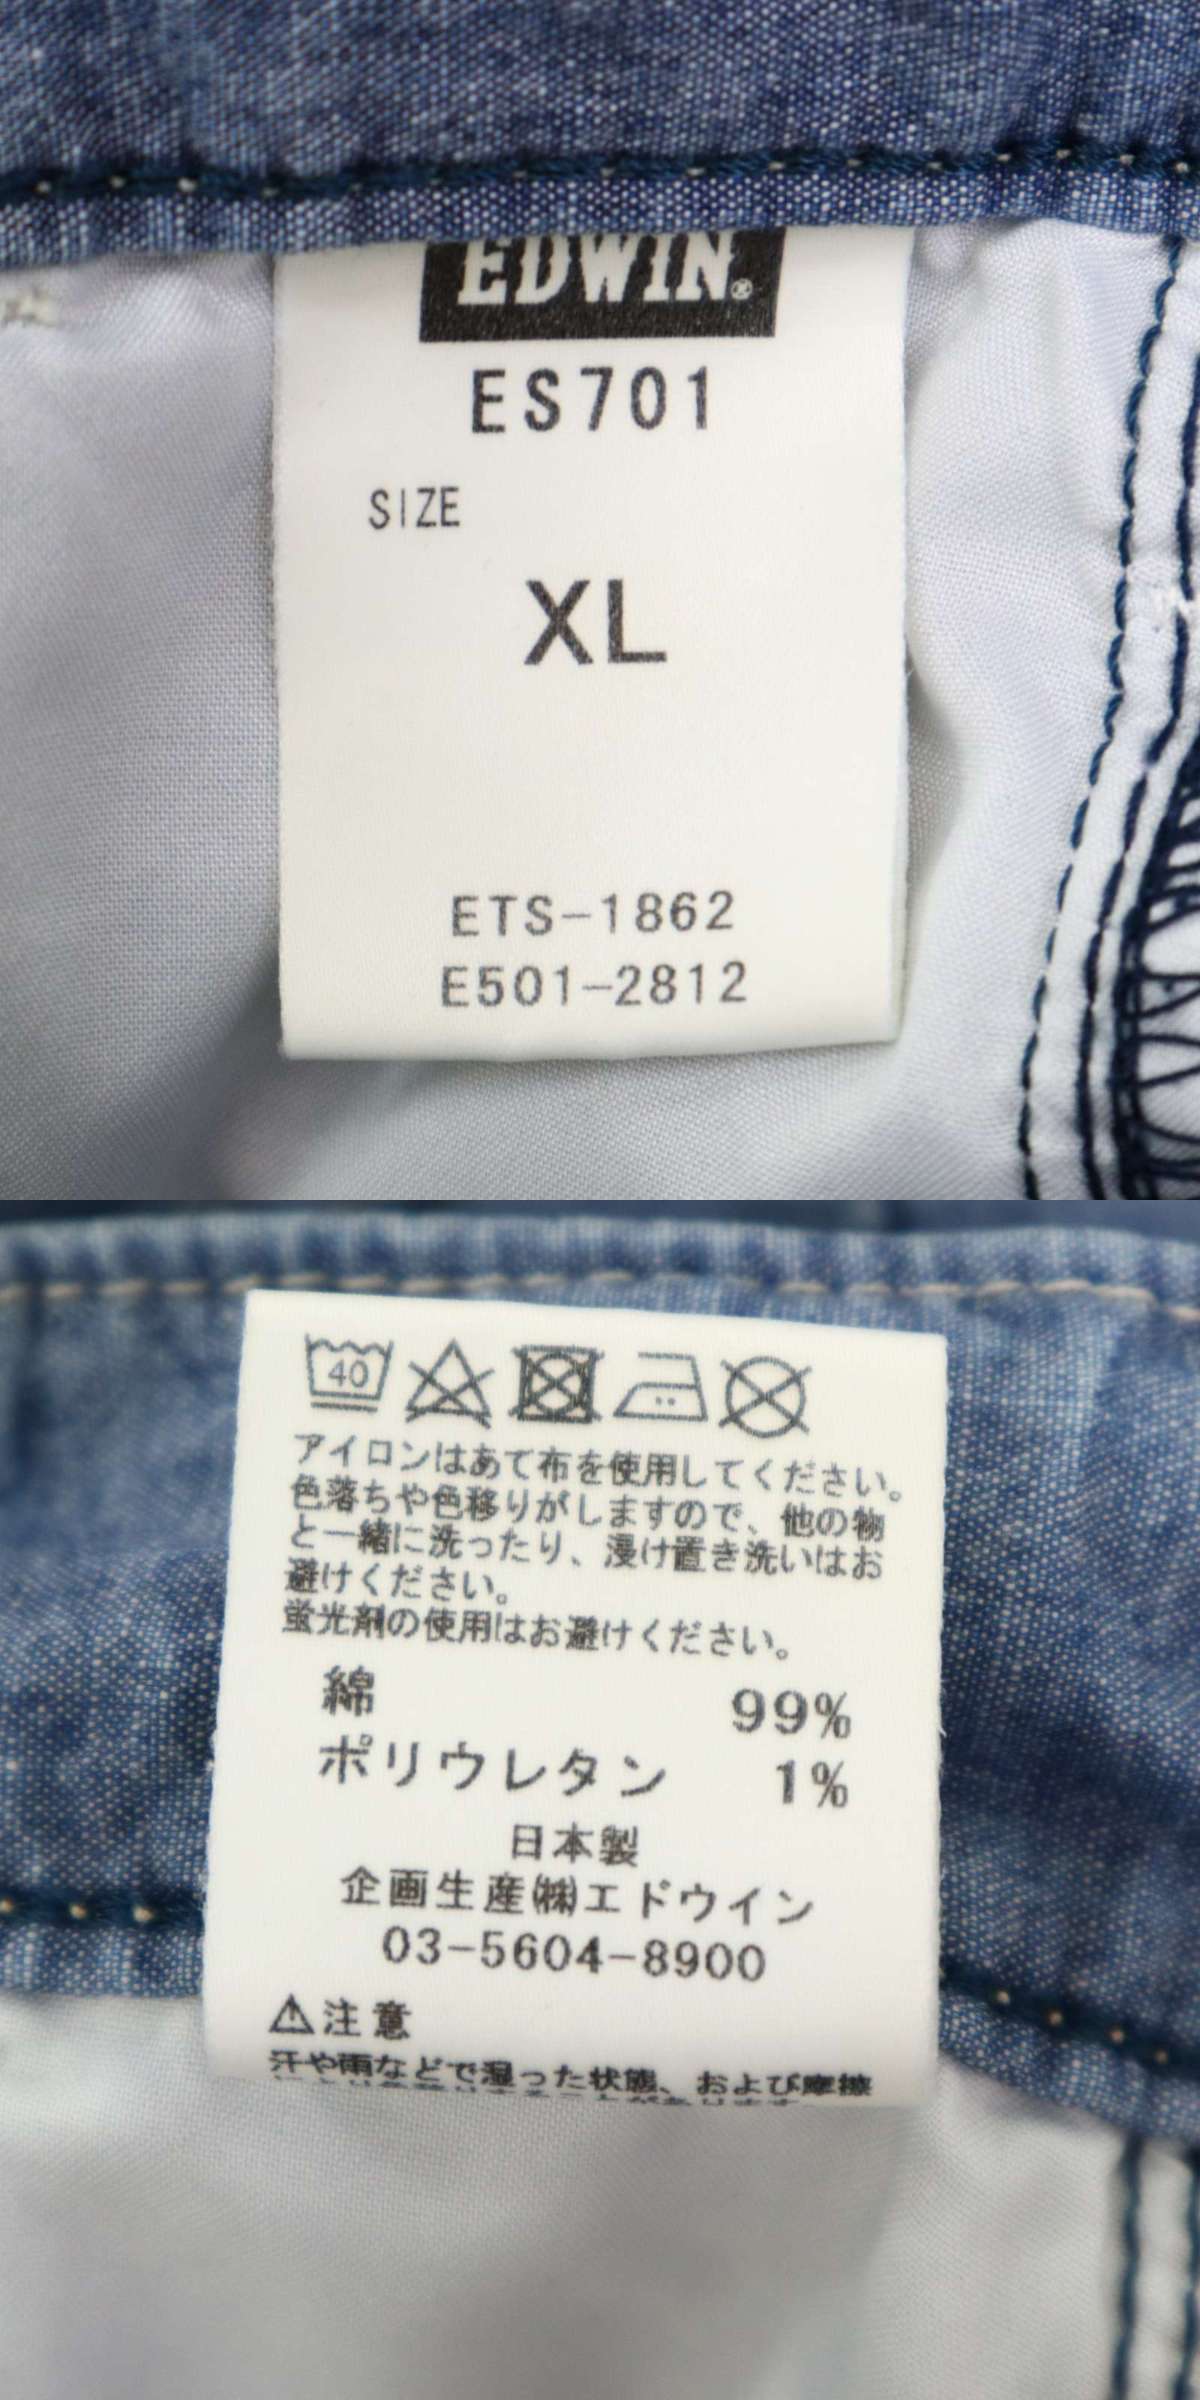 EDWIN®
ES701
SIZE
XL
ETS-1862
E501-2812
40
アイロンはあて布を使用してください。
色落ちや色移りがしますので、他の物
と一緒に洗ったり、浸け置き洗いはお
避けください。
蛍光剤の使用はお避けください。
綿 99%
ポリウレタン 1%
日本製
企画生産㈱エドウイン
03-5604-8900
⚠注意
汗や雨などで湿った状態、および摩擦